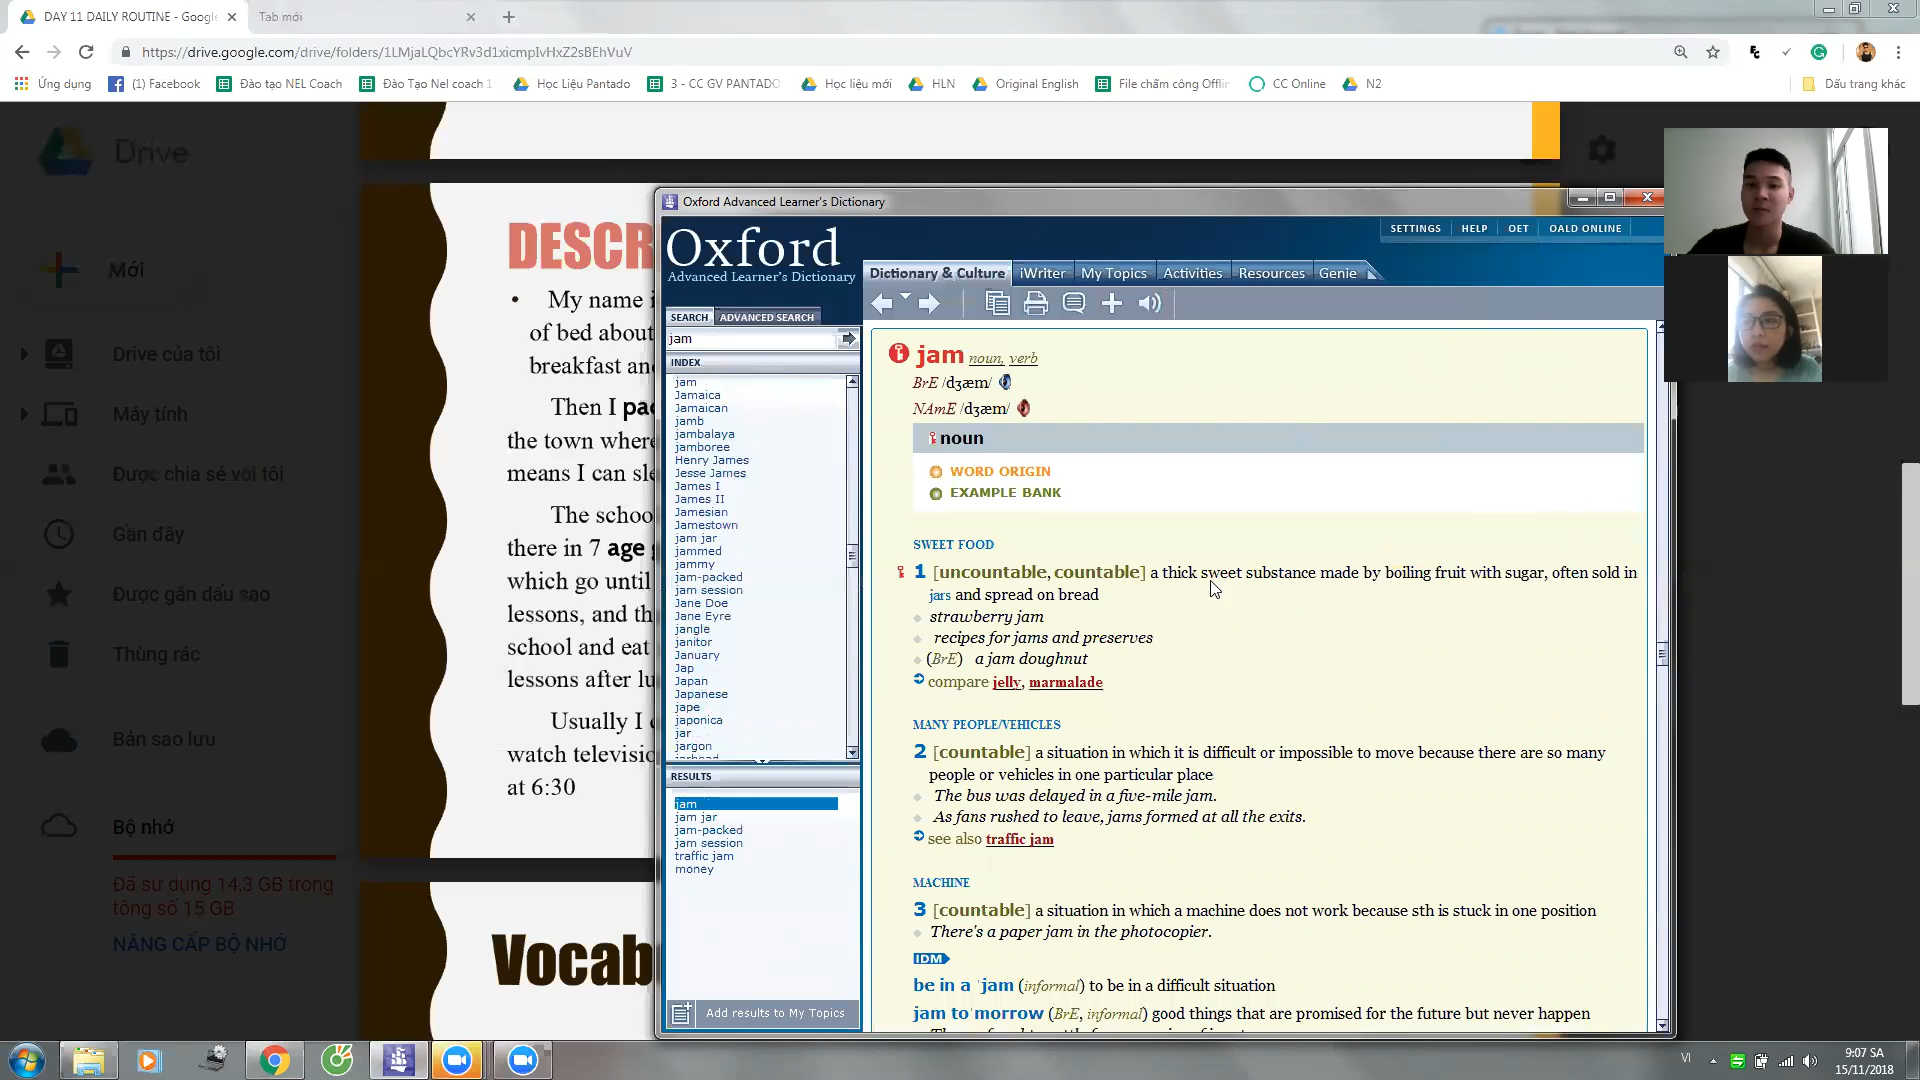 DAY 11 DAILY ROUTINE - Google
Tab mới
https://drive.google.com/drive/folders/1LMjaLQbcYRv3d1xicmpIvHxZ2sBEhVuV
Ứng dụng
(1) Facebook
Đào tạo NEL Coach
Đào Tạo Nel coach 1
Học Liệu Pantado
3 - CC GV PANTADO
Học liệu mới
HLN
Original English
File chấm công Offlin
CC Online
N2
Dấu trang khác
Drive
Mới
Drive của tôi
Máy tính
Được chia sẻ với tôi
Gần đây
Được gắn dấu sao
Thùng rác
Bản sao lưu
Bộ nhớ
Đã sử dụng 14,3 GB trong
tổng số 15 GB
NÂNG CẤP BỘ NHỚ
DESCR
• My name i
of bed about
breakfast and
Then I pac
the town where
means I can sle
The schoo
there in 7 age g
which go until
lessons, and th
school and eat
lessons after lu
Usually I
watch televisio
at 6:30
Vocab
Oxford Advanced Learner's Dictionary
Oxford
Advanced Learner's Dictionary
SETTINGS
HELP
OET
OALD ONLINE
Dictionary & Culture
iWriter
My Topics
Activities
Resources
Genie
SEARCH
ADVANCED SEARCH
jam
INDEX
jam
Jamaica
Jamaican
jamb
jambalaya
jamboree
Henry James
Jesse James
James I
James II
Jamesian
Jamestown
jam jar
jammed
jammy
jam-packed
jam session
Jane Doe
Jane Eyre
jangle
janitor
January
Jap
Japan
Japanese
jape
japonica
jar
jargon
jarhead
RESULTS
jam
jam jar
jam-packed
jam session
traffic jam
money
Add results to My Topics
jam noun, verb
BrE /dʒæm/
NAmE /dʒæm/
noun
WORD ORIGIN
EXAMPLE BANK
SWEET FOOD
1 [uncountable, countable] a thick sweet substance made by boiling fruit with sugar, often sold in
jars and spread on bread
strawberry jam
recipes for jams and preserves
(BrE) a jam doughnut
compare jelly, marmalade
MANY PEOPLE/VEHICLES
2 [countable] a situation in which it is difficult or impossible to move because there are so many
people or vehicles in one particular place
The bus was delayed in a five-mile jam.
As fans rushed to leave, jams formed at all the exits.
see also traffic jam
MACHINE
3 [countable] a situation in which a machine does not work because sth is stuck in one position
There's a paper jam in the photocopier.
IDM
be in a ˈjam (informal) to be in a difficult situation
jam toˈmorrow (BrE, informal) good things that are promised for the future but never happen
VI
9:07 SA
15/11/2018